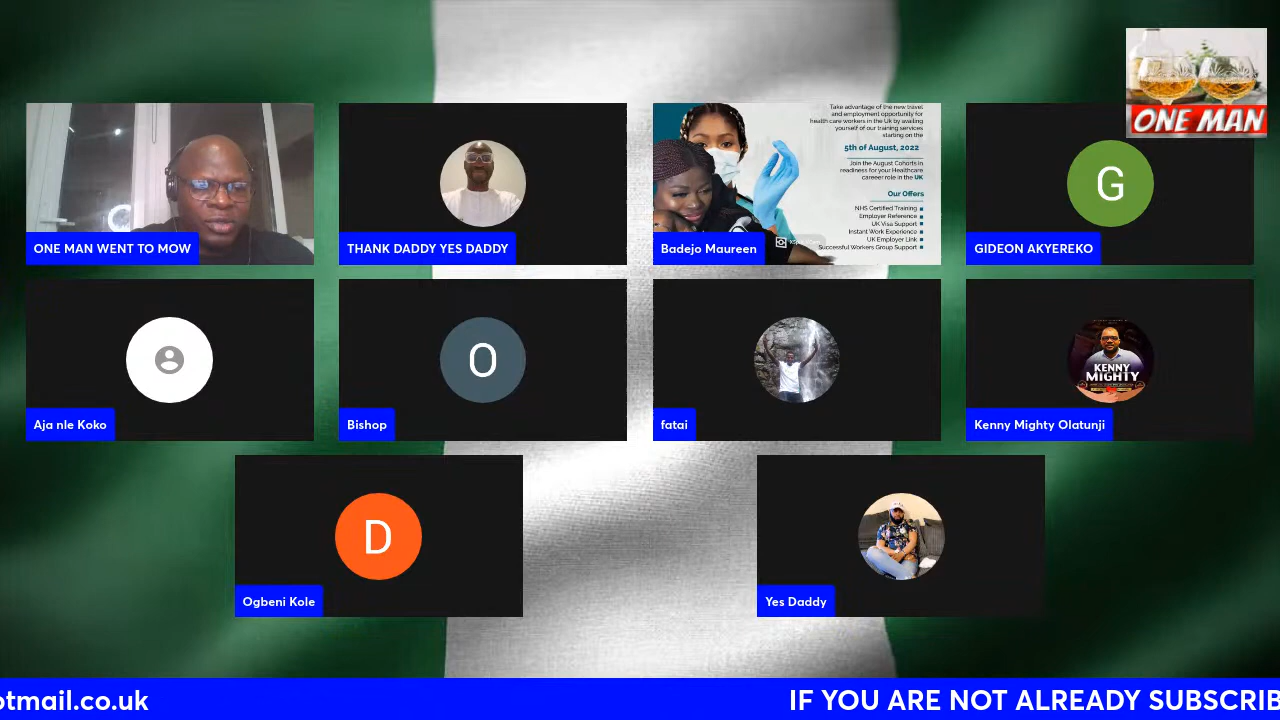 ONE MAN
ONE MAN WENT TO MOW
THANK DADDY YES DADDY
Take advantage of the new travel
and employment opportunity for
health care workers in the Uk by availing
yourself of our training services
starting on the
5th of August, 2022
Join the August Cohorts in
readiness for your Healthcare
careeer role in the UK
Our Offers
NHS Certified Training
Employer Reference
UK Visa Support
Instant Work Experience
UK Employer Link
Successful Workers Group Support
Badejo Maureen
G
GIDEON AKYEREKO
Aja nle Koko
O
Bishop
fatai
KENNY
MIGHTY
Kenny Mighty Olatunji
D
Ogbeni Kole
Yes Daddy
otmail.co.uk
IF YOU ARE NOT ALREADY SUBSCRIB